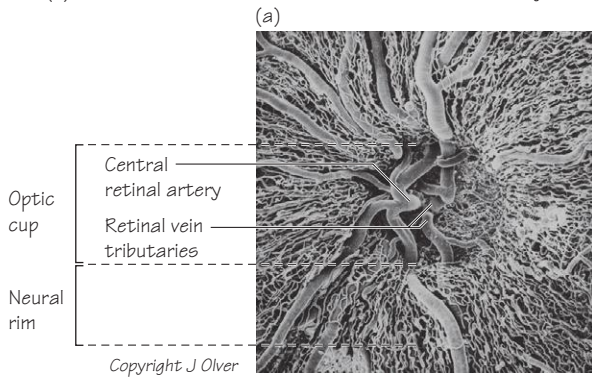 (a)
Central
retinal artery
Optic
cup
Retinal vein
tributaries
Neural
rim
Copyright J Olver